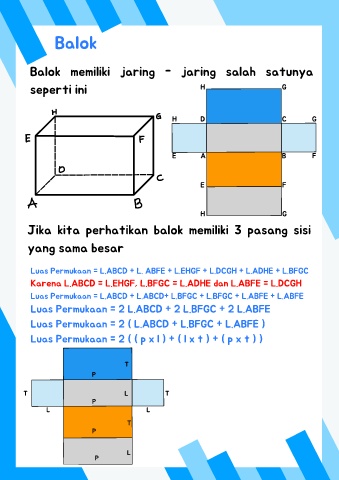 Balok
Balok memiliki jaring - jaring salah satunya
seperti ini
H G
E F
D C
A B
H G
H D C G
E A B F
E F
H G
Jika kita perhatikan balok memiliki 3 pasang sisi
yang sama besar
Luas Permukaan = L.ABCD + L. ABFE + L.EHGF + L.DCGH + L.ADHE + L.BFGC
Karena L.ABCD = L.EHGF, L.BFGC = L.ADHE dan L.ABFE = L.DCGH
Luas Permukaan = L.ABCD + L.ABCD+ L.BFGC + L.BFGC + L.ABFE + L.ABFE
Luas Permukaan = 2 L.ABCD + 2 L.BFGC + 2 L.ABFE
Luas Permukaan = 2 ( L.ABCD + L.BFGC + L.ABFE )
Luas Permukaan = 2 ( ( p x l ) + ( l x t ) + ( p x t ) )
T
P
T L T
L P L
T
P
L
P